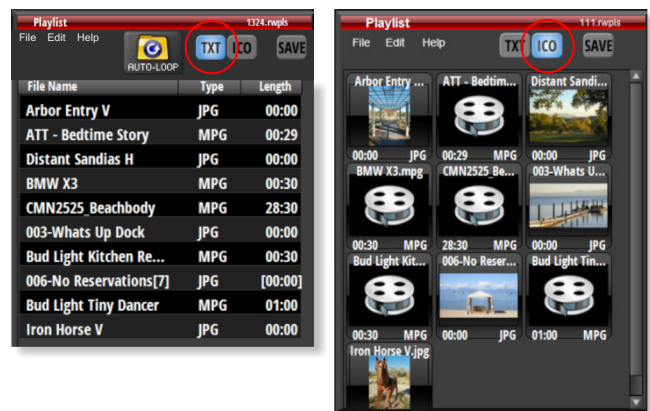 Playlist 1324.rwpls
File Edit Help
AUTO-LOOP
TXT ICO SAVE
File Name Type Length
Arbor Entry V JPG 00:00
ATT - Bedtime Story MPG 00:29
Distant Sandias H JPG 00:00
BMW X3 MPG 00:30
CMN2525_Beachbody MPG 28:30
003-Whats Up Dock JPG 00:00
Bud Light Kitchen Re... MPG 00:30
006-No Reservations[7] JPG [00:00]
Bud Light Tiny Dancer MPG 01:00
Iron Horse V JPG 00:00
Playlist 111.rwpls
File Edit Help TXT ICO SAVE
Arbor Entry ... ATT - Bedtim... Distant Sandi...
00:00 JPG 00:29 MPG 00:00 JPG
BMW X3.mpg CMN2525_Be... 003-Whats U...
00:30 MPG 28:30 MPG 00:00 JPG
Bud Light Kit... 006-No Reser... Bud Light Tin...
00:30 MPG 00:00 JPG 01:00 MPG
Iron Horse V.jpg